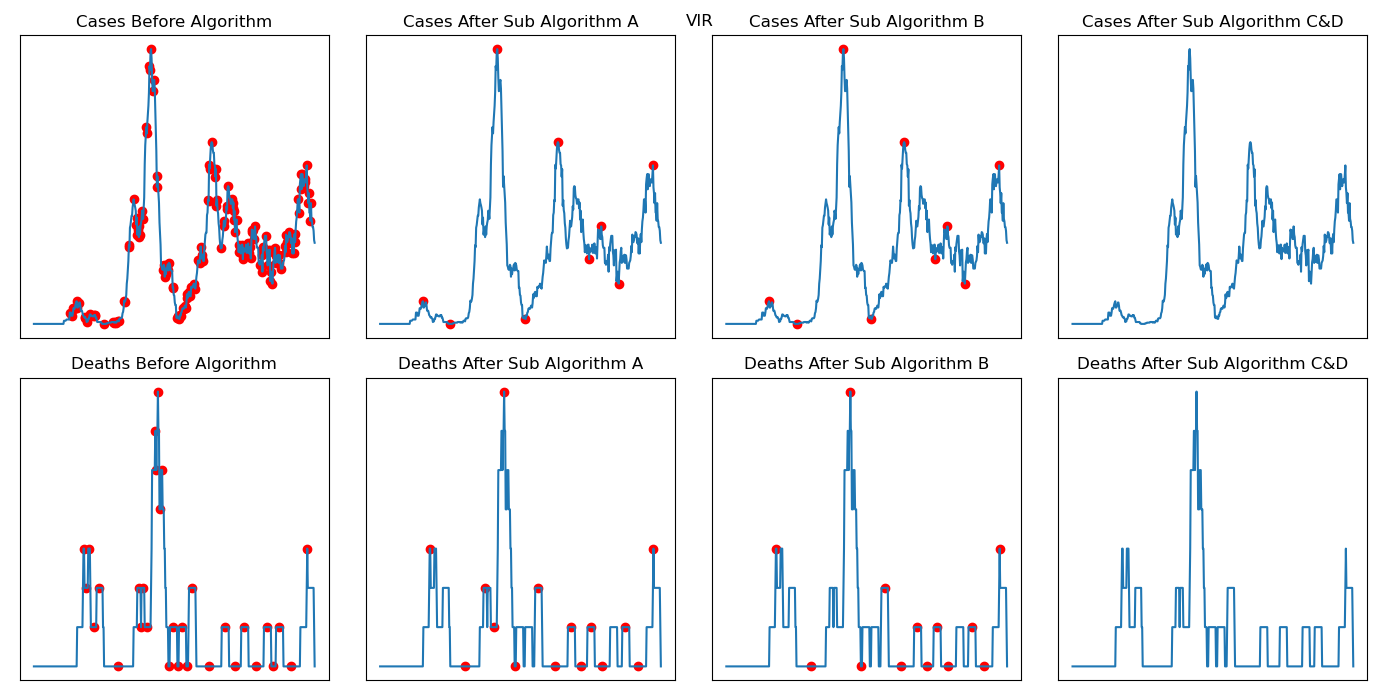 VIR
Cases Before Algorithm
Cases After Sub Algorithm A
Cases After Sub Algorithm B
Cases After Sub Algorithm C&D
Deaths Before Algorithm
Deaths After Sub Algorithm A
Deaths After Sub Algorithm B
Deaths After Sub Algorithm C&D